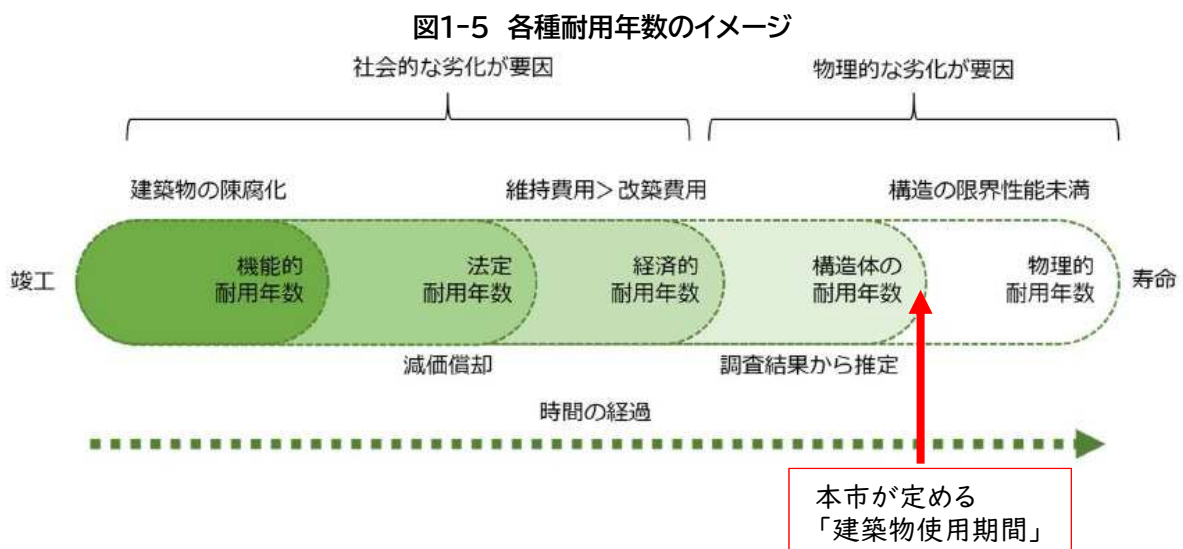 図1-5 各種耐用年数のイメージ
社会的な劣化が要因
物理的な劣化が要因
建築物の陳腐化
維持費用>改築費用
構造の限界性能未満
竣工
機能的
耐用年数
法定
耐用年数
経済的
耐用年数
構造体の
耐用年数
物理的
耐用年数
寿命
減価償却
調査結果から推定
時間の経過
本市が定める
「建築物使用期間」